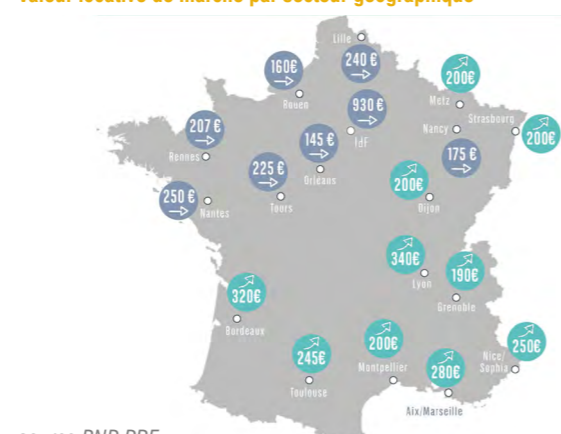 Valeur locative de marché par secteur géographique
Lille
240€
160€
Rouen
930€
IdF
200€
Metz
Strasbourg
200€
Nancy
175€
207€
Rennes
145€
Orléans
225€
Tours
250€
Nantes
200€
Dijon
340€
Lyon
190€
Grenoble
320€
Bordeaux
245€
Toulouse
200€
Montpellier
280€
Aix/Marseille
Nice/
Sophia
250€
BNP PRE